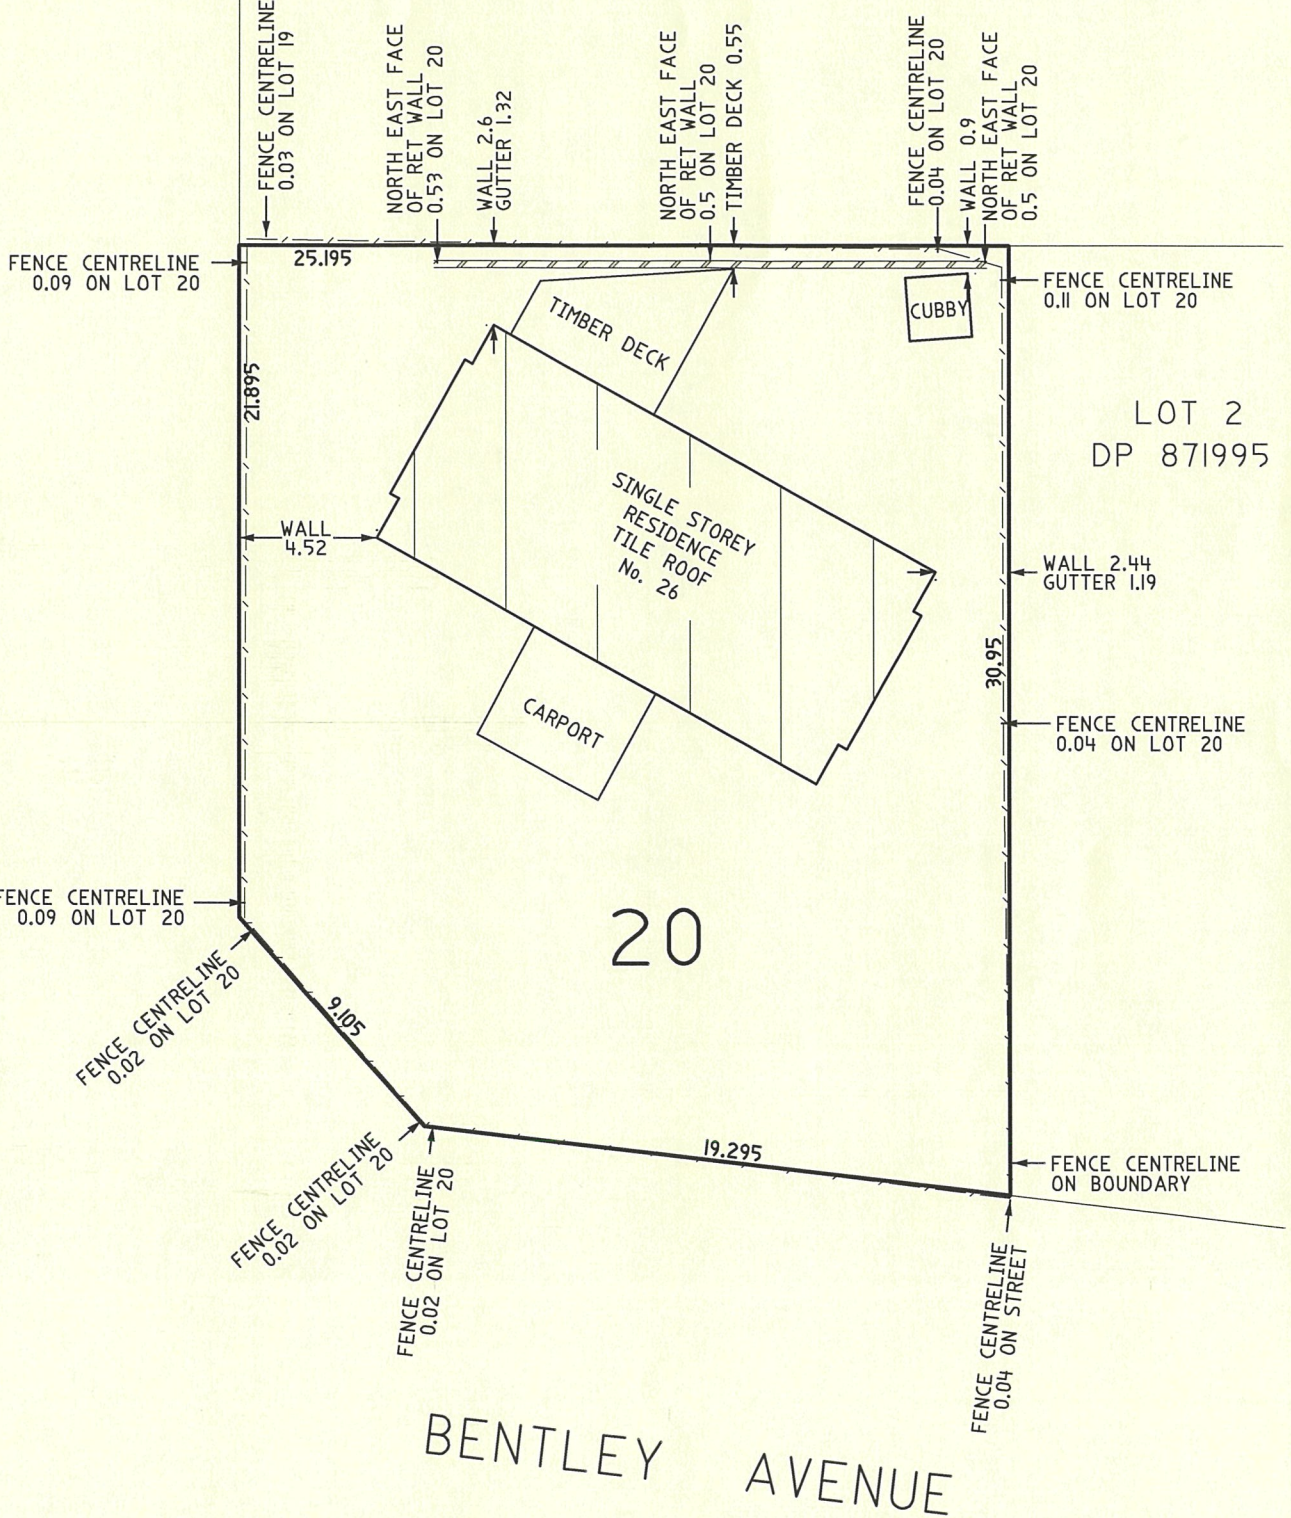 FENCE CENTRELINE
0.03 ON LOT 19
NORTH EAST FACE
OF RET WALL
0.53 ON LOT 20
WALL 2.6
GUTTER 1.32
NORTH EAST FACE
OF RET WALL
0.5 ON LOT 20
TIMBER DECK 0.55
FENCE CENTRELINE
0.04 ON LOT 20
WALL 0.9
NORTH EAST FACE
OF RET WALL
0.5 ON LOT 20
FENCE CENTRELINE
0.09 ON LOT 20
25.195
FENCE CENTRELINE
0.11 ON LOT 20
CUBBY
TIMBER DECK
21.895
LOT 2
DP 871995
SINGLE STOREY
RESIDENCE
TILE ROOF
No. 26
WALL
4.52
WALL 2.44
GUTTER 1.19
30.95
CARPORT
FENCE CENTRELINE
0.04 ON LOT 20
FENCE CENTRELINE
0.09 ON LOT 20
20
FENCE CENTRELINE
0.02 ON LOT 20
9.105
FENCE CENTRELINE
0.02 ON LOT 20
FENCE CENTRELINE
0.02 ON LOT 20
19.295
FENCE CENTRELINE
ON BOUNDARY
FENCE CENTRELINE
0.04 ON STREET
BENTLEY AVENUE